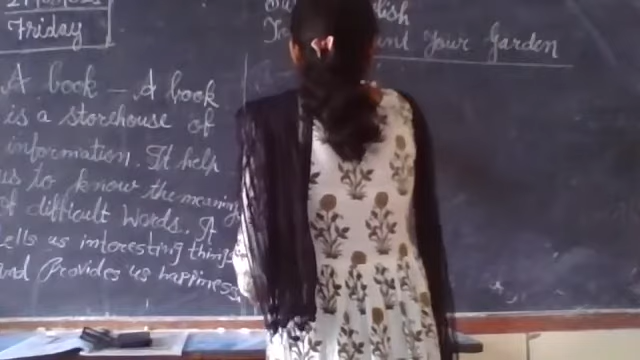 Friday
Your Garden
A book – A book
is a storehouse of
information. It help
us to know the meaning
of difficult words. It
tells us interesting things
and Provides us happiness